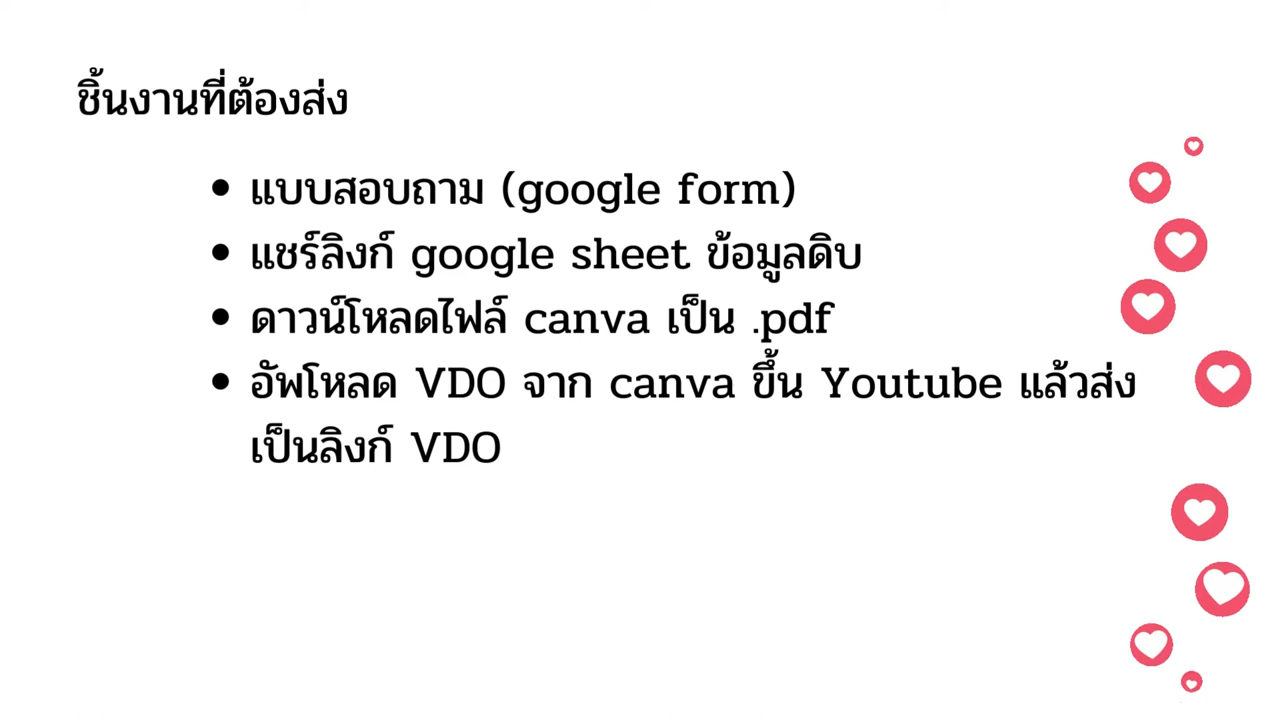 ชิ้นงานที่ต้องส่ง
• แบบสอบถาม (google form)
• แชร์ลิงก์ google sheet ข้อมูลดิบ
• ดาวน์โหลดไฟล์ canva เป็น .pdf
• อัพโหลด VDO จาก canva ขึ้น Youtube แล้วส่ง
เป็นลิงก์ VDO